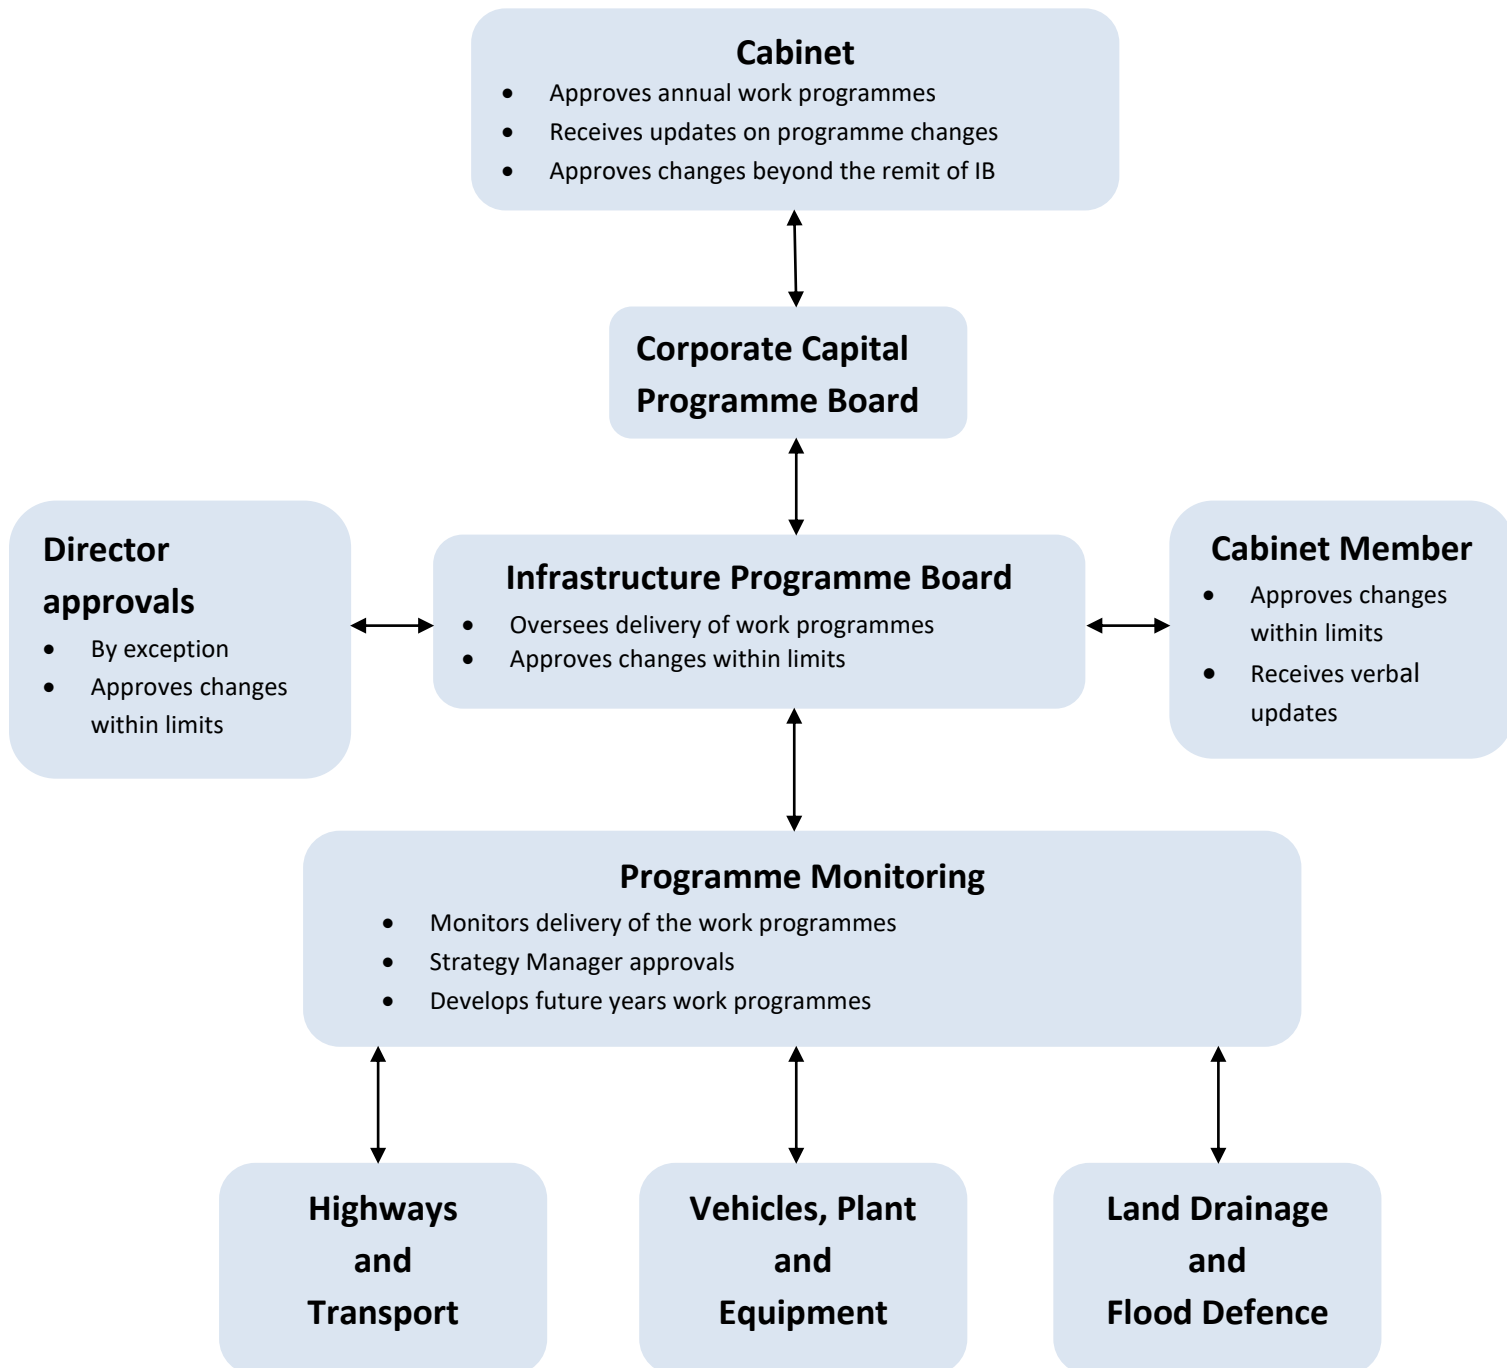 Cabinet
• Approves annual work programmes
• Receives updates on programme changes
• Approves changes beyond the remit of IB
Corporate Capital
Programme Board
Director
approvals
• By exception
• Approves changes
within limits
Infrastructure Programme Board
• Oversees delivery of work programmes
• Approves changes within limits
Cabinet Member
• Approves changes
within limits
• Receives verbal
updates
Programme Monitoring
• Monitors delivery of the work programmes
• Strategy Manager approvals
• Develops future years work programmes
Highways
and
Transport
Vehicles, Plant
and
Equipment
Land Drainage
and
Flood Defence